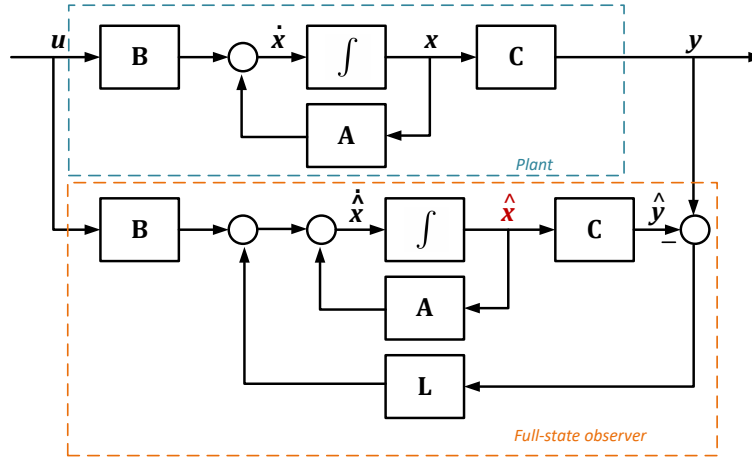 u
B
ẋ
∫
x
C
y
A
Plant
B
x̂̇
∫
x̂
C
ŷ
−
A
L
Full-state observer